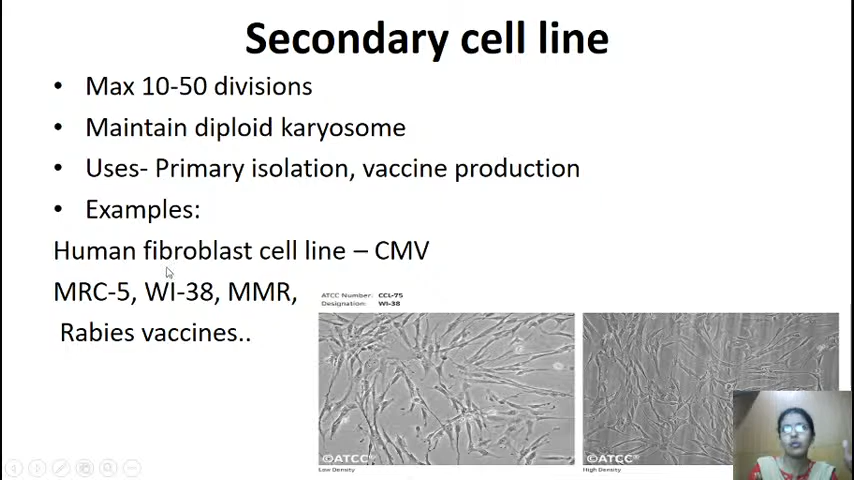 Secondary cell line
• Max 10-50 divisions
• Maintain diploid karyosome
• Uses- Primary isolation, vaccine production
• Examples:
Human fibroblast cell line – CMV
MRC-5, WI-38, MMR,
Rabies vaccines..
ATCC Number: CCL-75
Designation: WI-38
©ATCC®
©ATCC®
Low Density
High Density